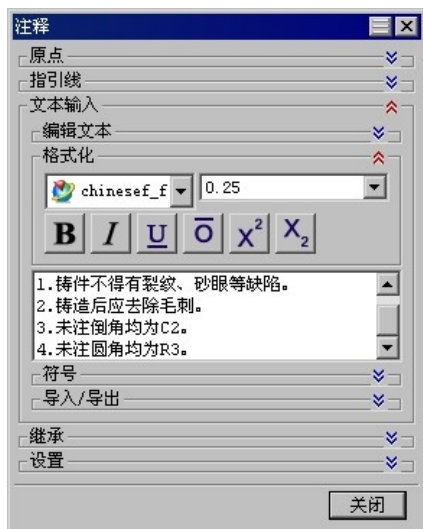 注释
原点
指引线
文本输入
编辑文本
格式化
chinesef_f
0.25
B I U O X² X₂
1.铸件不得有裂纹、砂眼等缺陷。
2.铸造后应去除毛刺。
3.未注倒角均为C2。
4.未注圆角均为R3。
符号
导入/导出
继承
设置
关闭